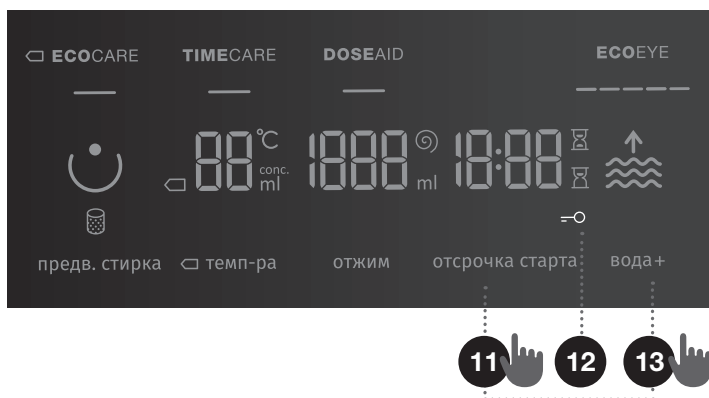 ECOCARE TIMECARE DOSEAID ECOEYE
88 °C conc. ml 1888 ml 18:88
предв. стирка темп-ра отжим отсрочка старта вода+
11 12 13